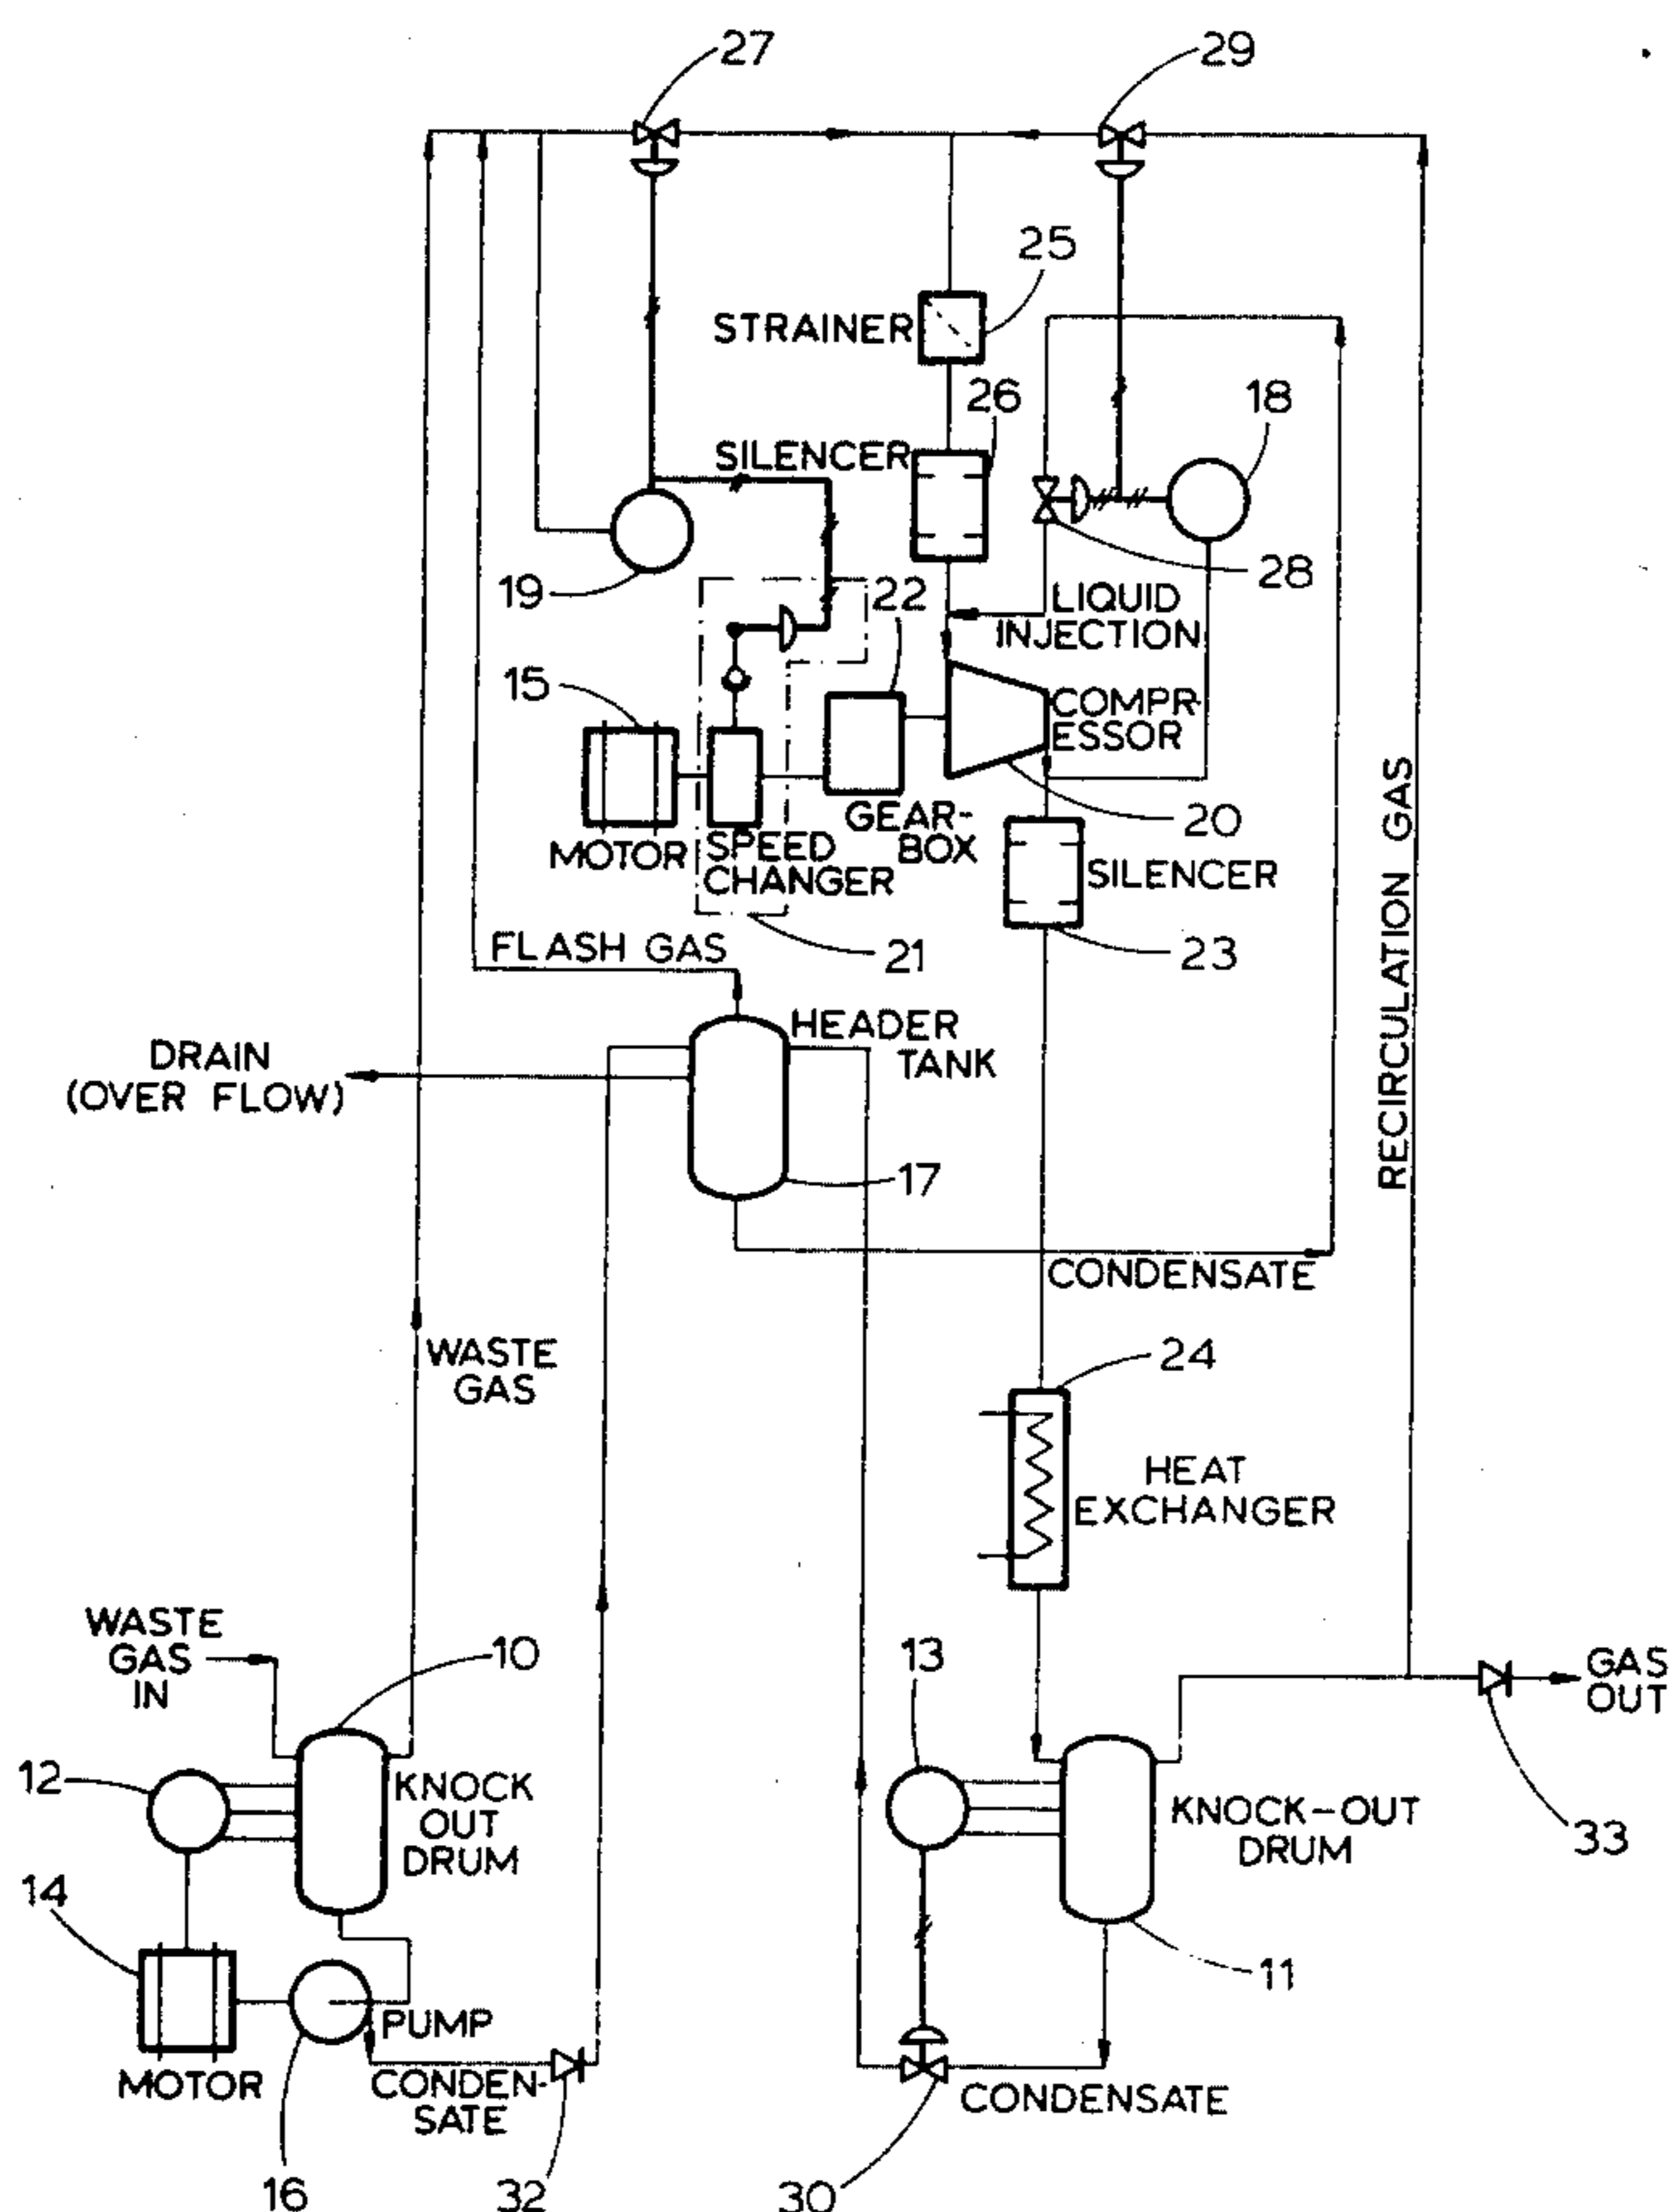 27
29
25
STRAINER
26
18
SILENCER
19
22
28
LIQUID
INJECTION
15
COMPR-
ESSOR
MOTOR
SPEED
CHANGER
GEAR-
BOX
20
SILENCER
21
23
FLASH GAS
RECIRCULATION GAS
HEADER
TANK
DRAIN
(OVER FLOW)
17
CONDENSATE
WASTE
GAS
24
HEAT
EXCHANGER
WASTE
GAS
IN
10
13
GAS
OUT
12
KNOCK
OUT
DRUM
KNOCK-OUT
DRUM
33
14
11
PUMP
MOTOR
CONDEN-
SATE
CONDENSATE
16
32
30